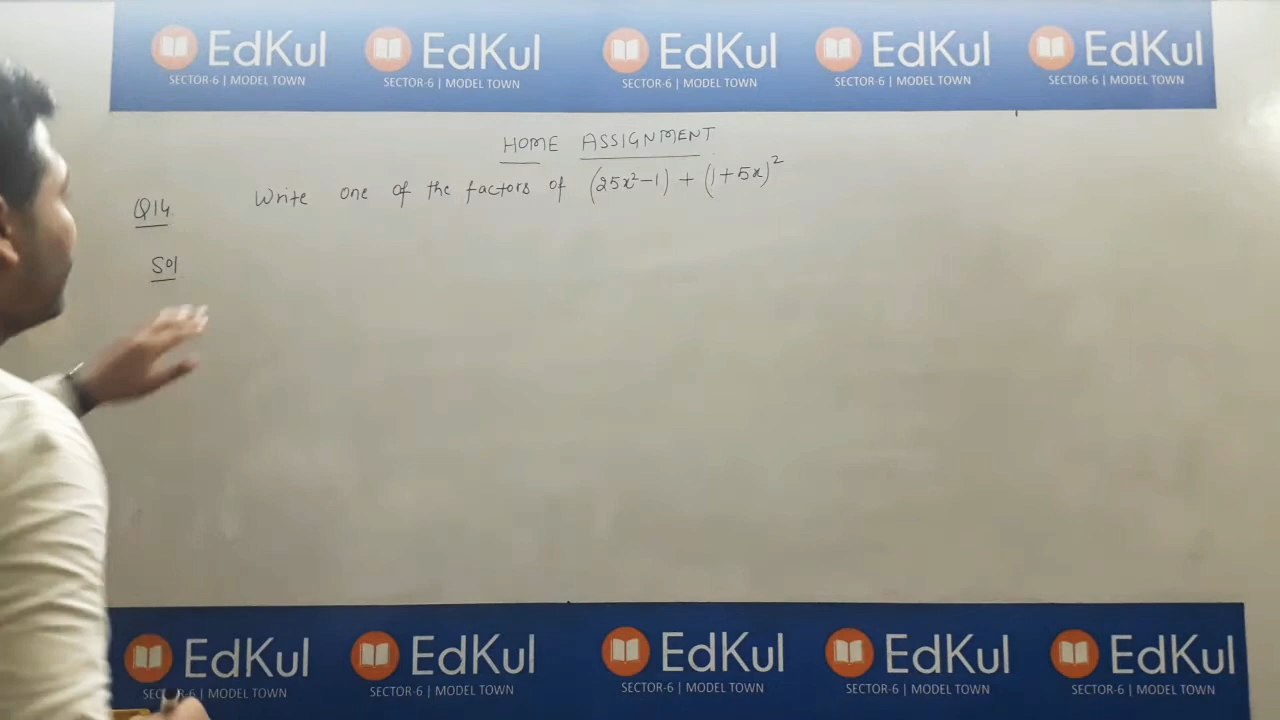 EdKul EdKul EdKul EdKul EdKul
SECTOR-6 | MODEL TOWN SECTOR-6 | MODEL TOWN SECTOR-6 | MODEL TOWN SECTOR-6 | MODEL TOWN SECTOR-6 | MODEL TOWN
HOME ASSIGNMENT
Q14 Write one of the factors of (25x²-1) + (1+5x)²
Sol
EdKul EdKul EdKul EdKul EdKul
SECTOR-6 | MODEL TOWN SECTOR-6 | MODEL TOWN SECTOR-6 | MODEL TOWN SECTOR-6 | MODEL TOWN SECTOR-6 | MODEL TOWN